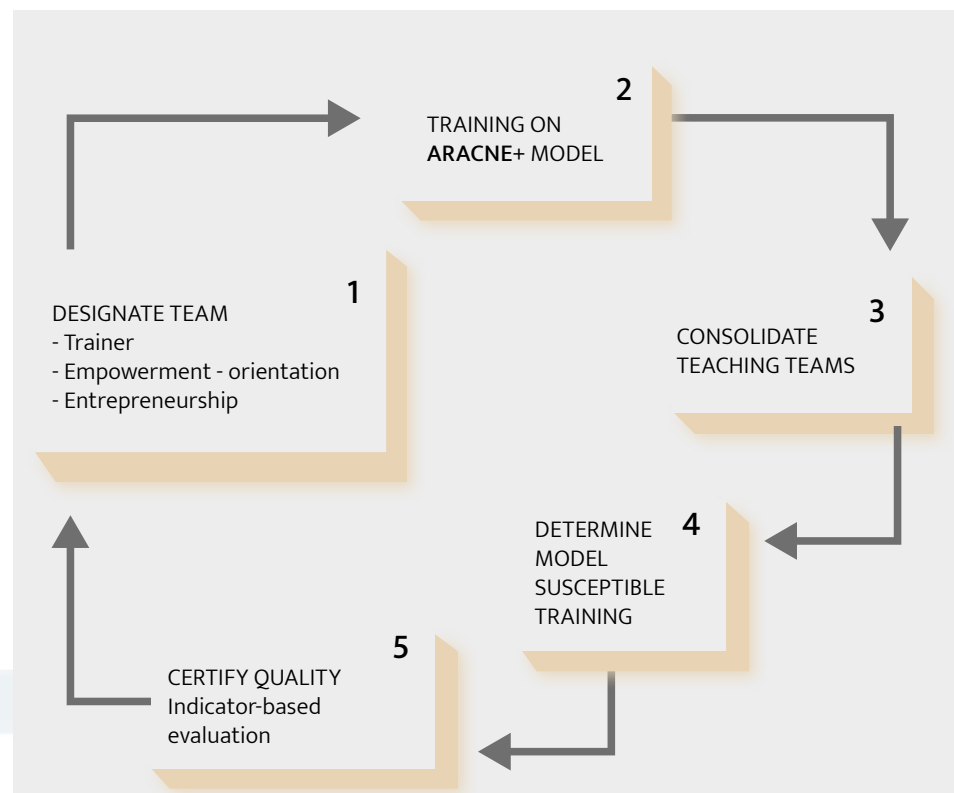 1
DESIGNATE TEAM
- Trainer
- Empowerment - orientation
- Entrepreneurship
2
TRAINING ON
ARACNE+ MODEL
3
CONSOLIDATE
TEACHING TEAMS
4
DETERMINE
MODEL
SUSCEPTIBLE
TRAINING
5
CERTIFY QUALITY
Indicator-based
evaluation